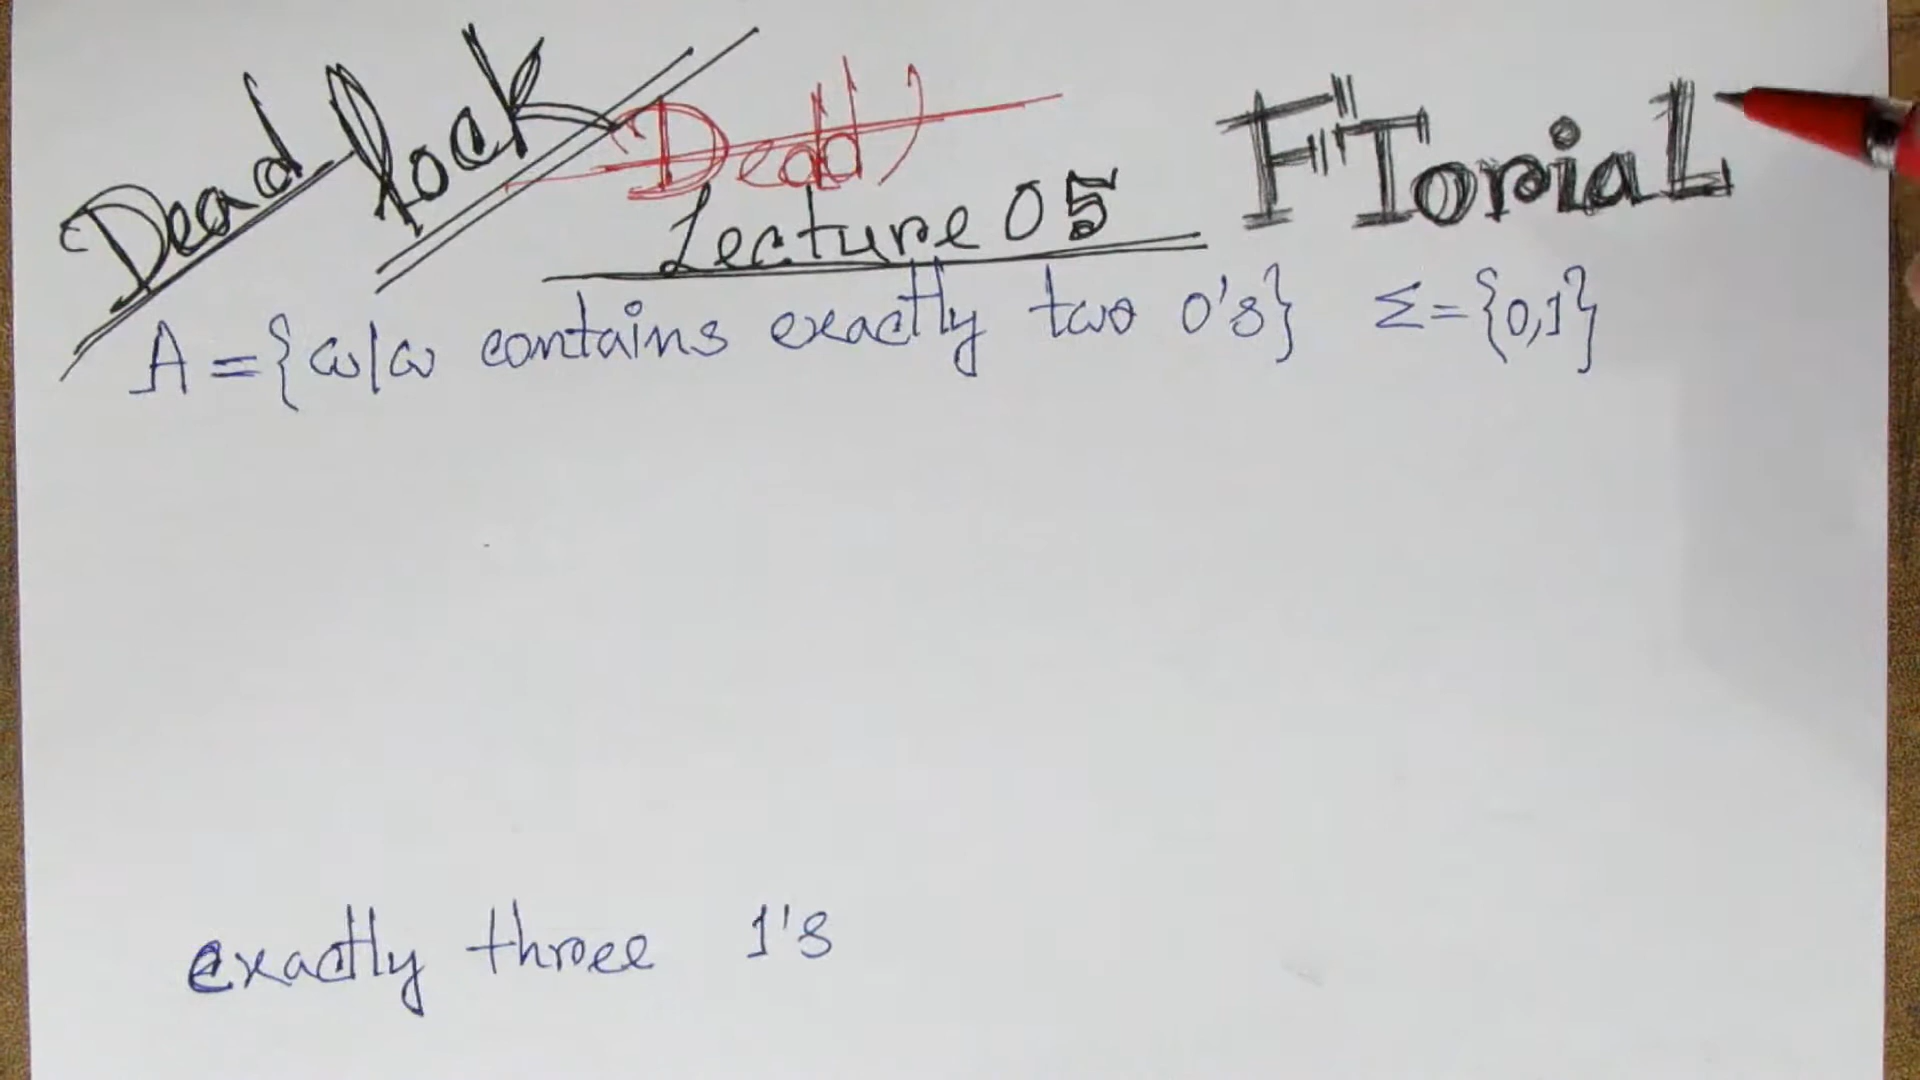 Dead lock
(Dead)
FTorial
Lecture 05
A = {ω/ω contains exactly two 0's} Σ = {0,1}
exactly three 1's